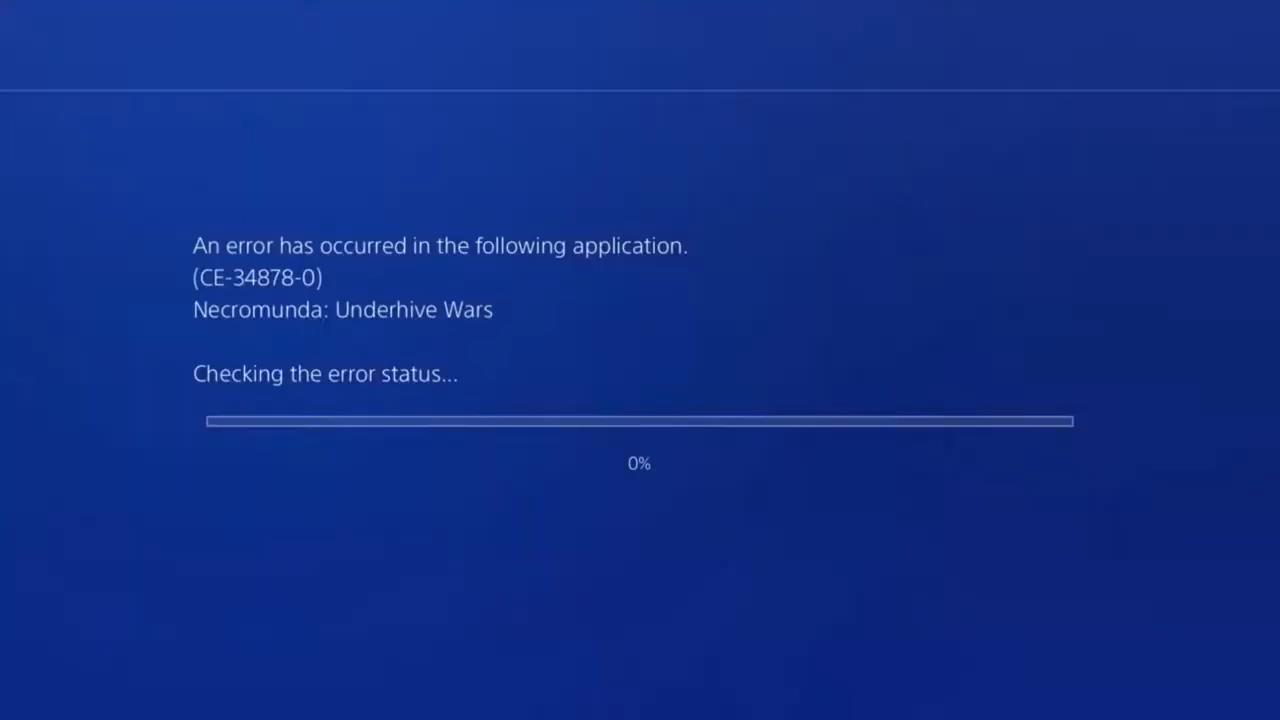 An error has occurred in the following application.
(CE-34878-0)
Necromunda: Underhive Wars
Checking the error status...
0%